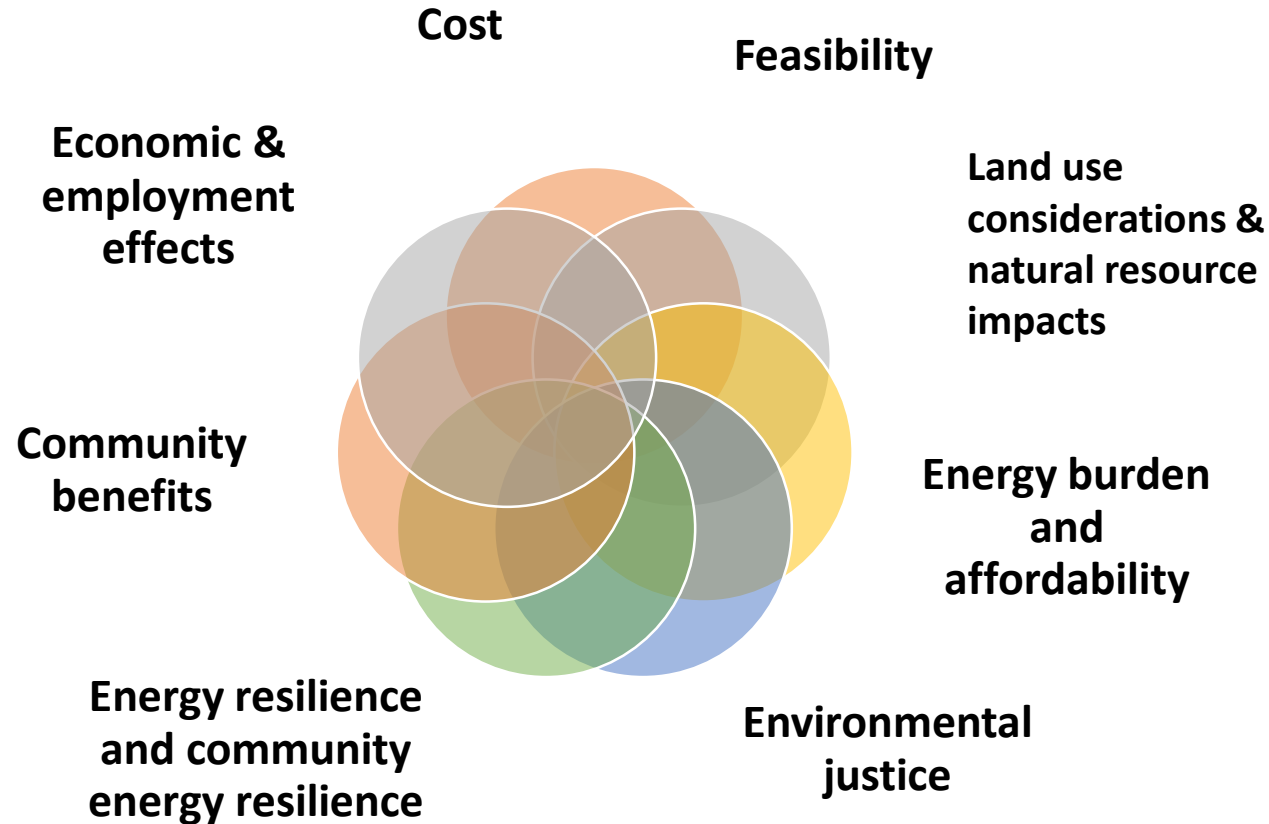 Cost
Feasibility
Economic &
employment
effects
Land use
considerations &
natural resource
impacts
Community
benefits
Energy burden
and
affordability
Energy resilience
and community
energy resilience
Environmental
justice